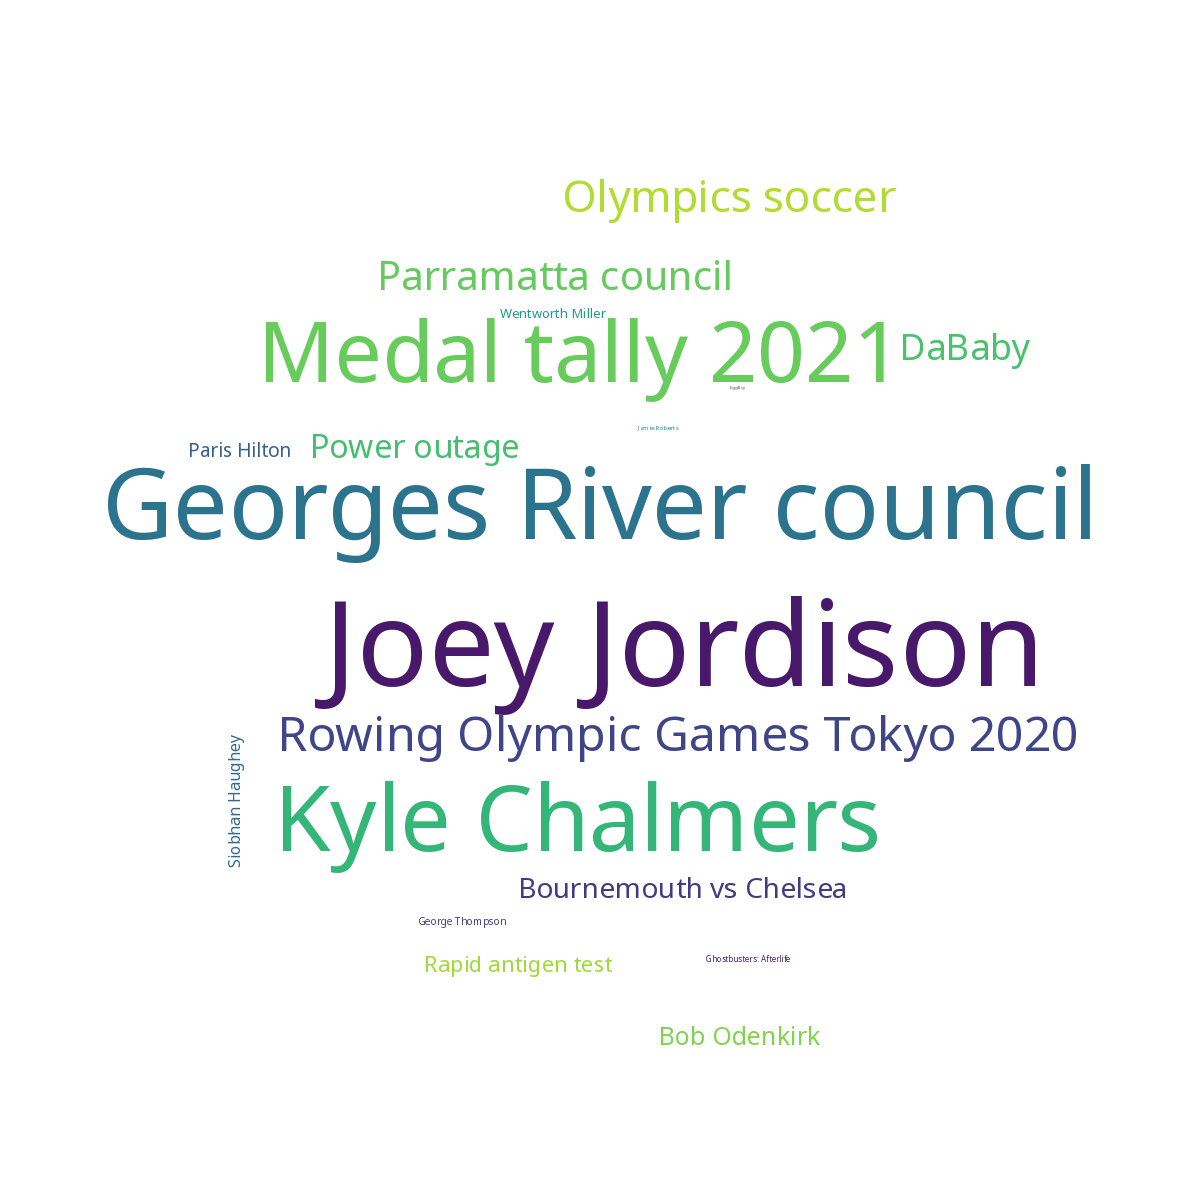 Olympics soccer
Parramatta council
Wentworth Miller
Medal tally 2021
DaBaby
EggBoy
James Roberts
Paris Hilton
Power outage
Georges River council
Joey Jordison
Rowing Olympic Games Tokyo 2020
Siobhan Haughey
Kyle Chalmers
Bournemouth vs Chelsea
George Thompson
Rapid antigen test
Ghostbusters: Afterlife
Bob Odenkirk